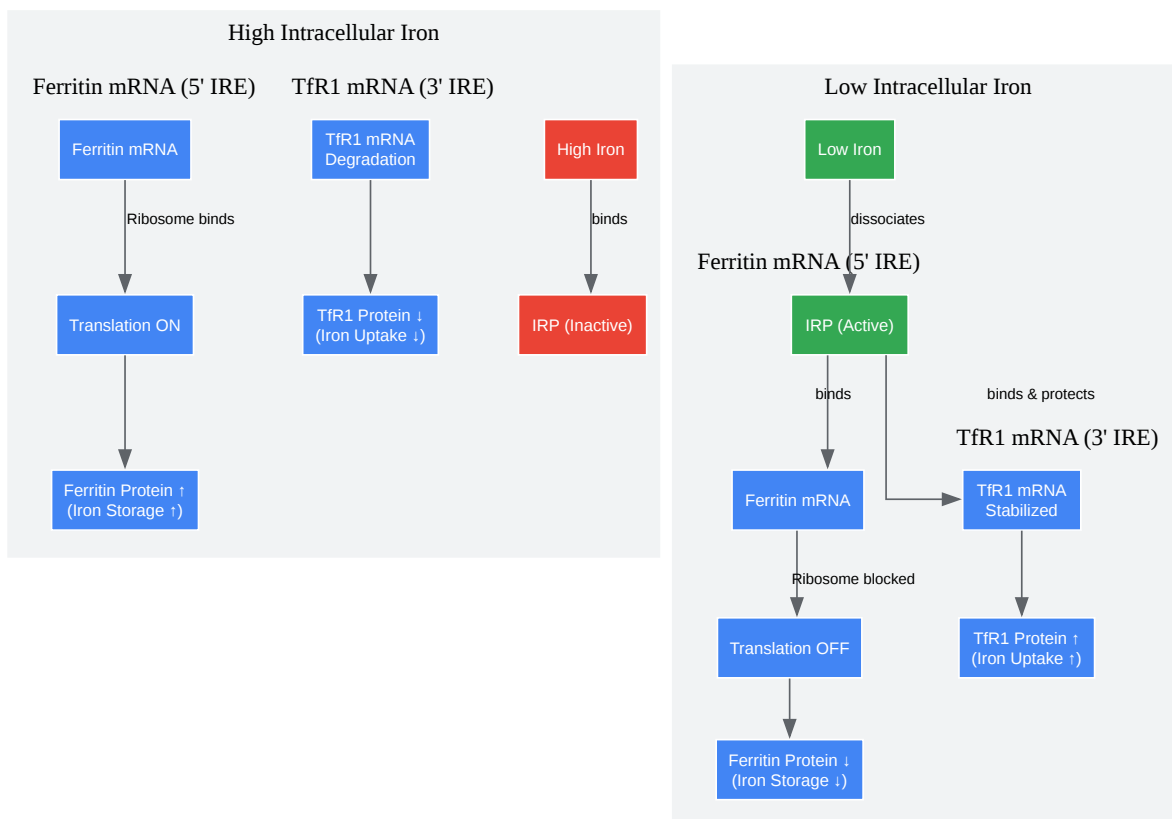 High Intracellular Iron
Ferritin mRNA (5' IRE)
TfR1 mRNA (3' IRE)
Ferritin mRNA
TfR1 mRNA
Degradation
High Iron
Ribosome binds
binds
Translation ON
TfR1 Protein ↓
(Iron Uptake ↓)
IRP (Inactive)
Ferritin Protein ↑
(Iron Storage ↑)
Low Intracellular Iron
Low Iron
dissociates
Ferritin mRNA (5' IRE)
IRP (Active)
binds
binds & protects
TfR1 mRNA (3' IRE)
Ferritin mRNA
TfR1 mRNA
Stabilized
Ribosome blocked
Translation OFF
TfR1 Protein ↑
(Iron Uptake ↑)
Ferritin Protein ↓
(Iron Storage ↓)